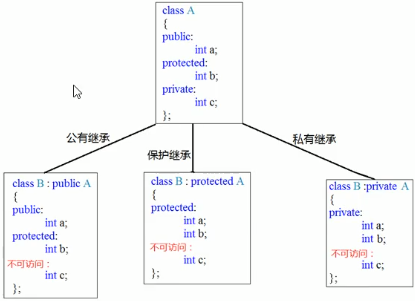 class A
{
public:
int a;
protected:
int b;
private:
int c;
};
公有继承
保护继承
私有继承
class B : public A
{
public:
int a;
protected:
int b;
不可访问：
int c;
};
class B : protected A
{
protected:
int a;
int b;
不可访问：
int c;
};
class B :private A
{
private:
int a;
int b;
不可访问：
int c;
};